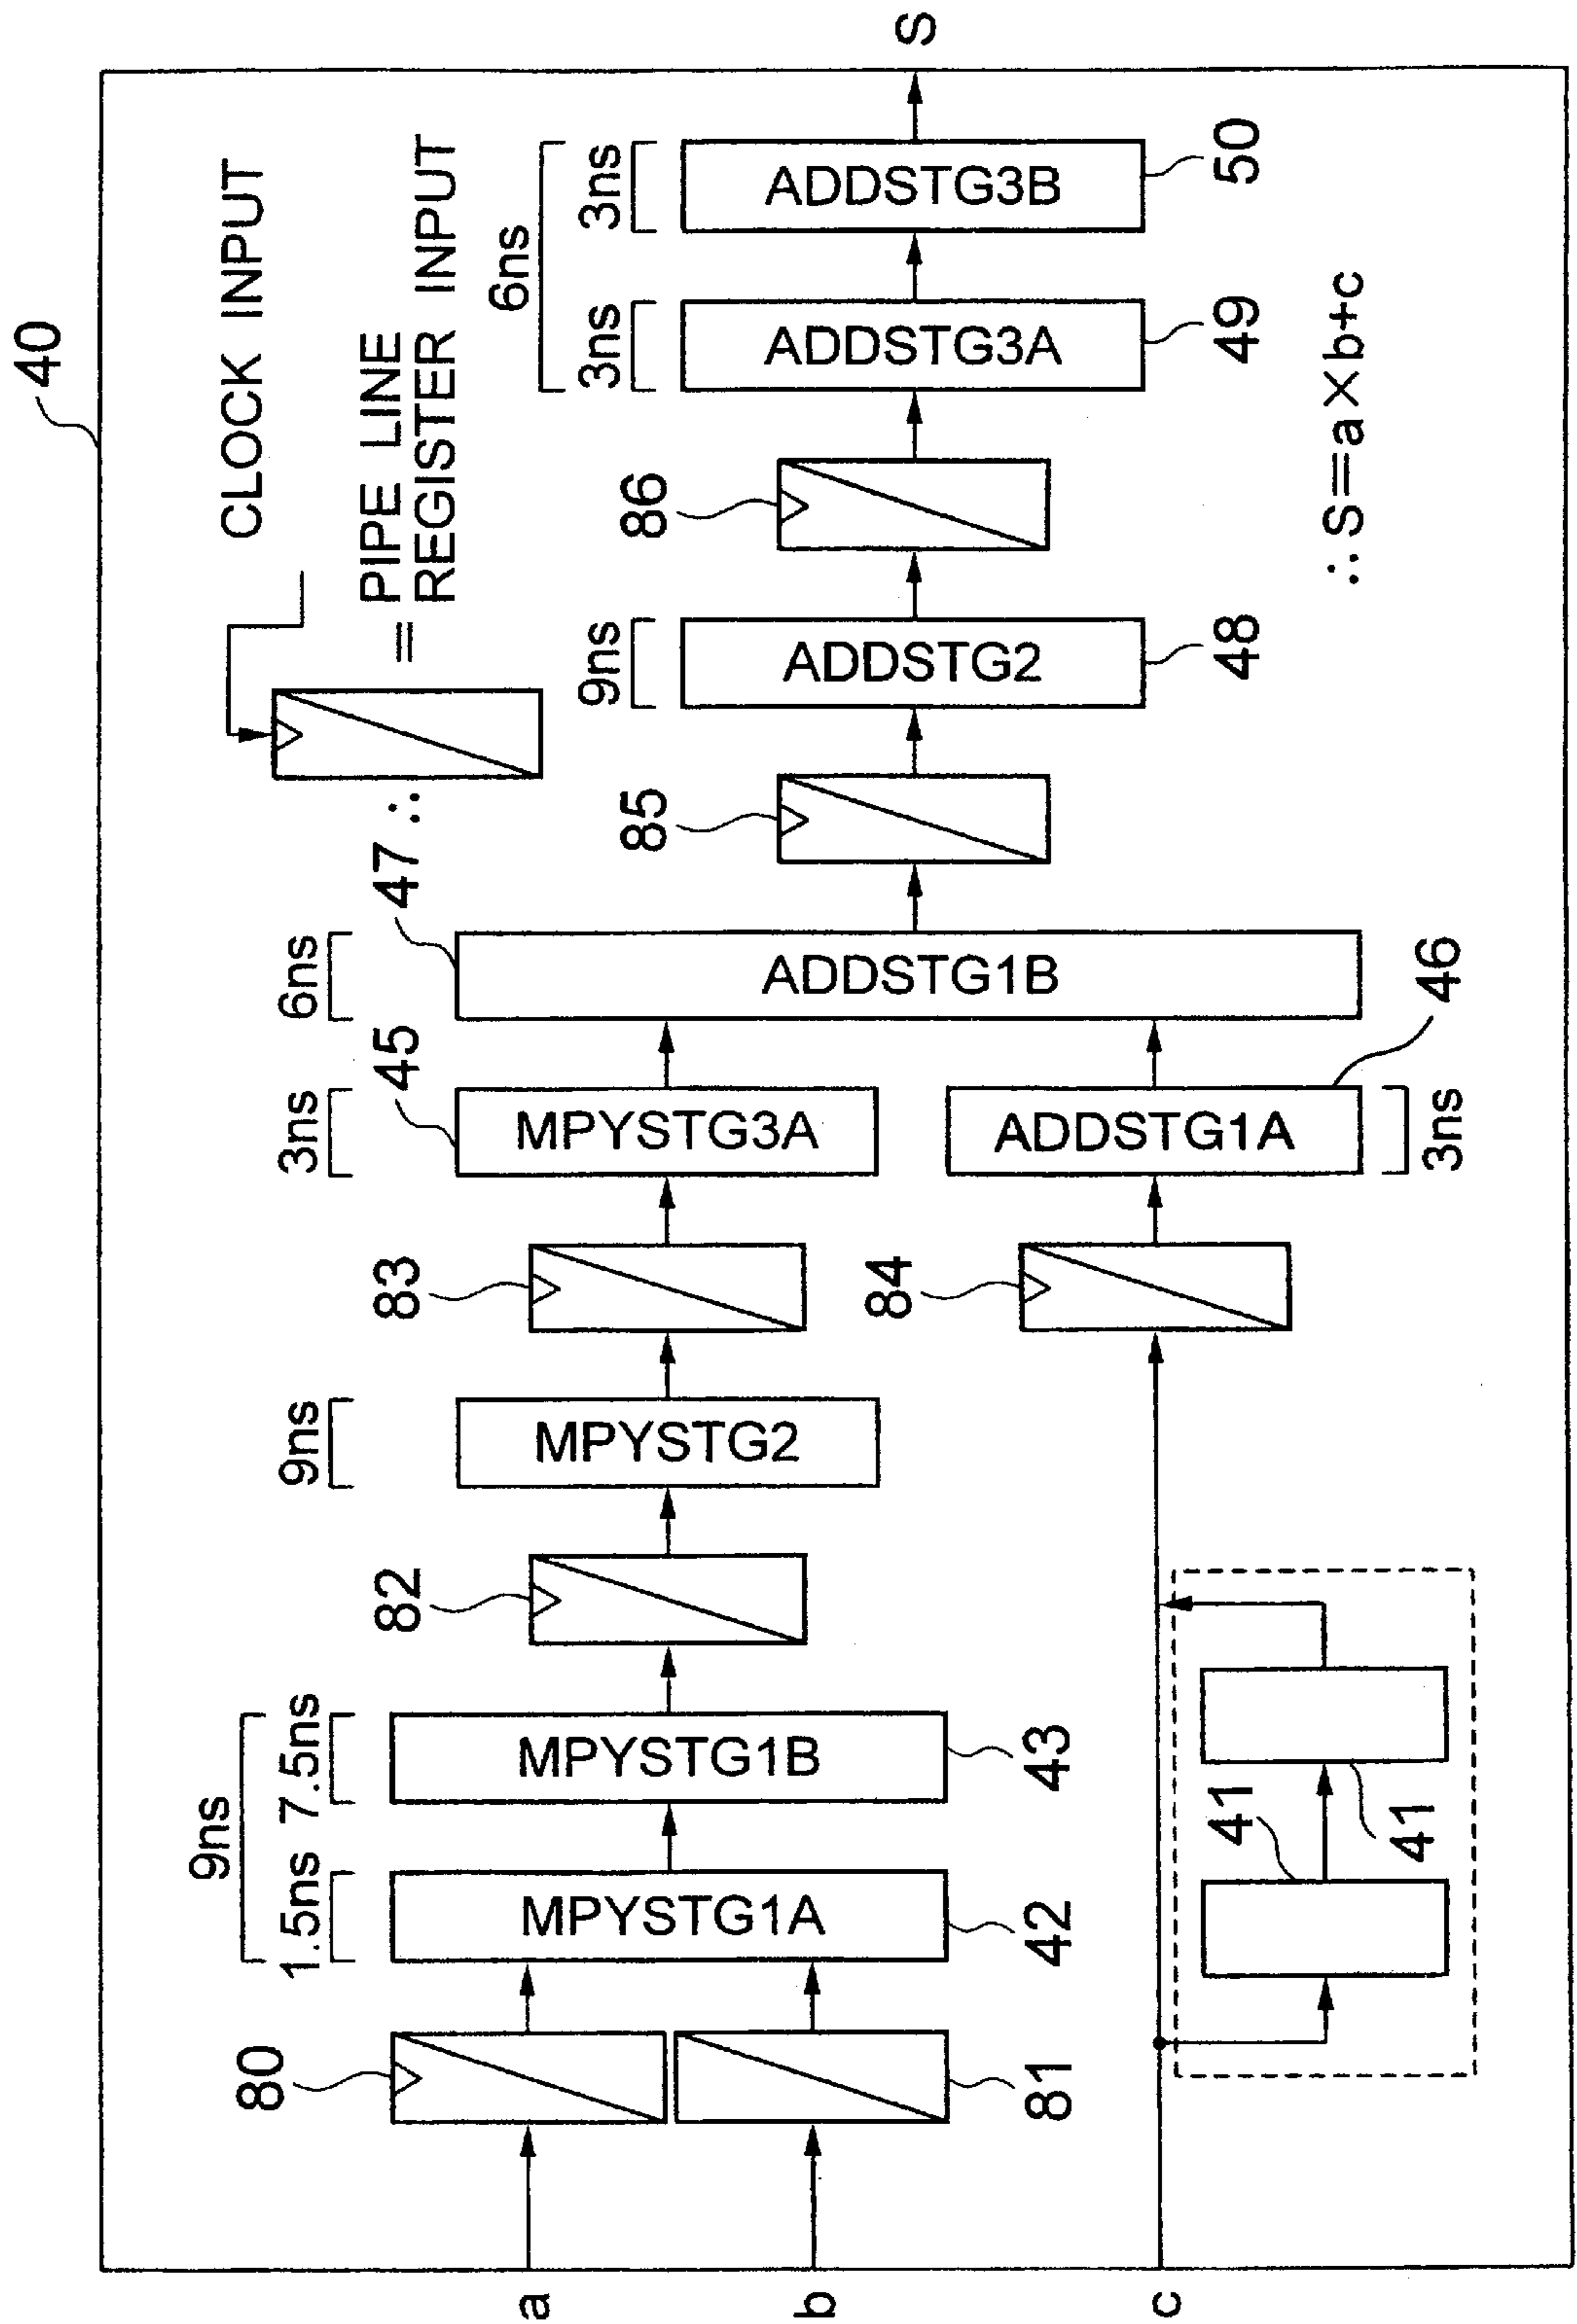 40
CLOCK INPUT
∴ = PIPE LINE
REGISTER INPUT
9ns
1.5ns
7.5ns
9ns
3ns
6ns
9ns
6ns
3ns
3ns
80
82
83
45
47
85
86
a
b
c
MPYSTG1A
MPYSTG1B
MPYSTG2
MPYSTG3A
ADDSTG1B
ADDSTG2
ADDSTG3A
ADDSTG3B
S
81
42
43
84
ADDSTG1A
46
3ns
48
49
50
41
41
∴ S=a×b+c